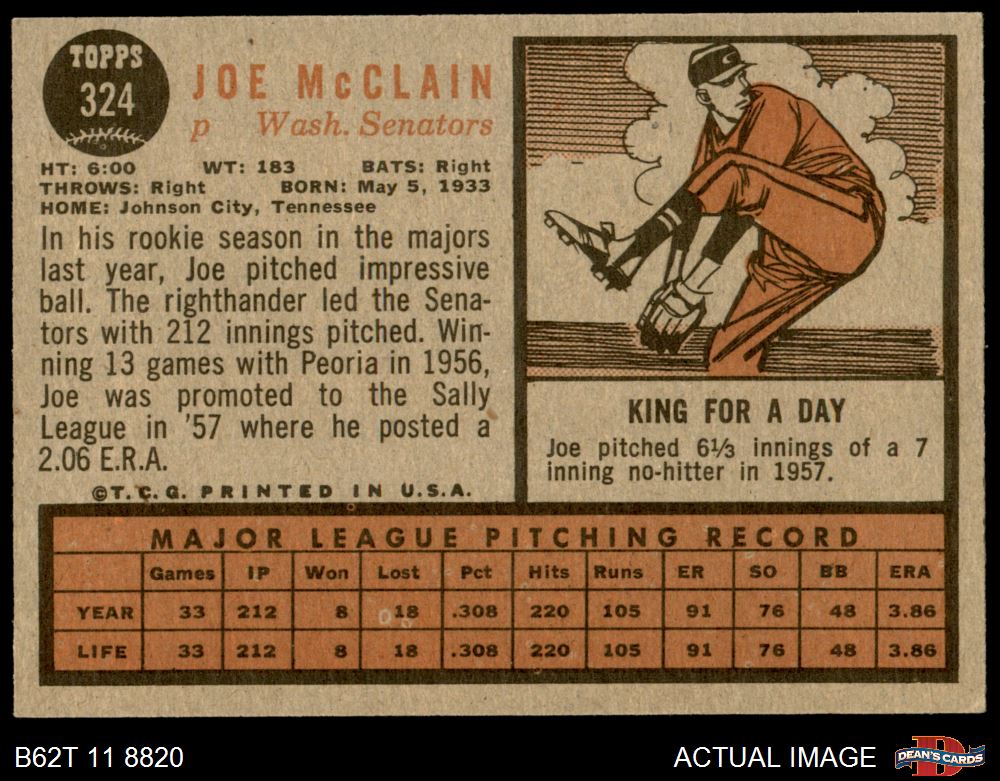 TOPPS
324
JOE McCLAIN
p Wash. Senators
HT: 6:00 WT: 183 BATS: Right
THROWS: Right BORN: May 5, 1933
HOME: Johnson City, Tennessee
In his rookie season in the majors
last year, Joe pitched impressive
ball. The righthander led the Sena-
tors with 212 innings pitched. Win-
ning 13 games with Peoria in 1956,
Joe was promoted to the Sally
League in '57 where he posted a
2.06 E.R.A.
©T.C.G. PRINTED IN U.S.A.
C
KING FOR A DAY
Joe pitched 6⅓ innings of a 7
inning no-hitter in 1957.
MAJOR LEAGUE PITCHING RECORD
Games IP Won Lost Pct Hits Runs ER SO BB ERA
YEAR 33 212 8 18 .308 220 105 91 76 48 3.86
LIFE 33 212 8 18 .308 220 105 91 76 48 3.86
B62T 11 8820
ACTUAL IMAGE
D
DEAN'S CARDS